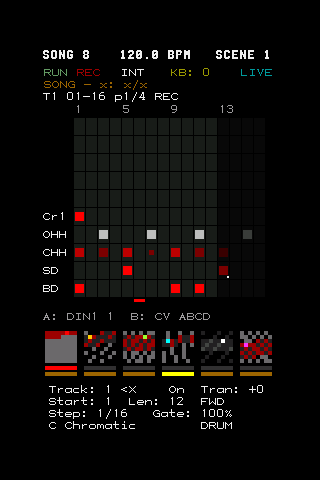 SONG 8 120.0 BPM SCENE 1
RUN REC INT KB: O LIVE
SONG - x: x/x
T1 01-16 p1/4 REC
1 5 9 13
Cr1
OHH
CHH
SD
BD
A: DIN1 1 B: CV ABCD
Track: 1 <X On Tran: +0
Start: 1 Len: 12 FWD
Step: 1/16 Gate: 100%
C Chromatic DRUM